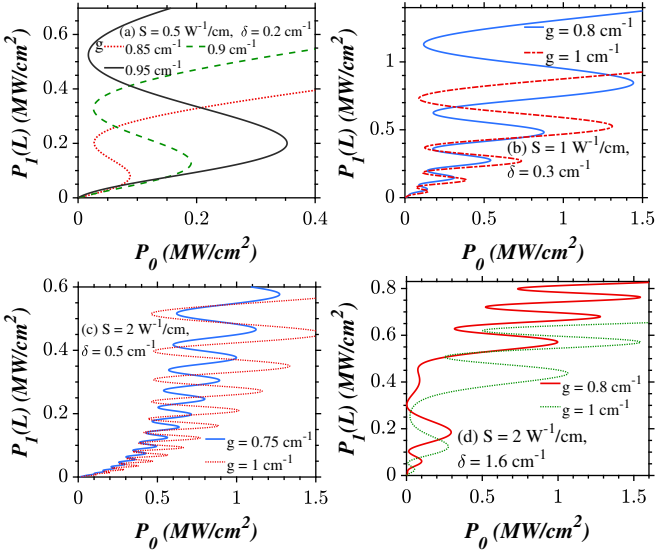 (a) S = 0.5 W⁻¹/cm, δ = 0.2 cm⁻¹
g
0.85 cm⁻¹ 0.9 cm⁻¹
0.95 cm⁻¹
0.6
0.4
0.2
0
0 0.2 0.4
P₁(L) (MW/cm²)
P₀ (MW/cm²)
g = 0.8 cm⁻¹
g = 1 cm⁻¹
(b) S = 1 W⁻¹/cm,
δ = 0.3 cm⁻¹
1
0.5
0
0 0.5 1 1.5
P₁(L) (MW/cm²)
P₀ (MW/cm²)
(c) S = 2 W⁻¹/cm,
δ = 0.5 cm⁻¹
g = 0.75 cm⁻¹
g = 1 cm⁻¹
0.6
0.4
0.2
0
0 0.5 1 1.5
P₁(L) (MW/cm²)
P₀ (MW/cm²)
g = 0.8 cm⁻¹
g = 1 cm⁻¹
(d) S = 2 W⁻¹/cm,
δ = 1.6 cm⁻¹
0.8
0.6
0.4
0.2
0
0 0.5 1 1.5
P₁(L) (MW/cm²)
P₀ (MW/cm²)